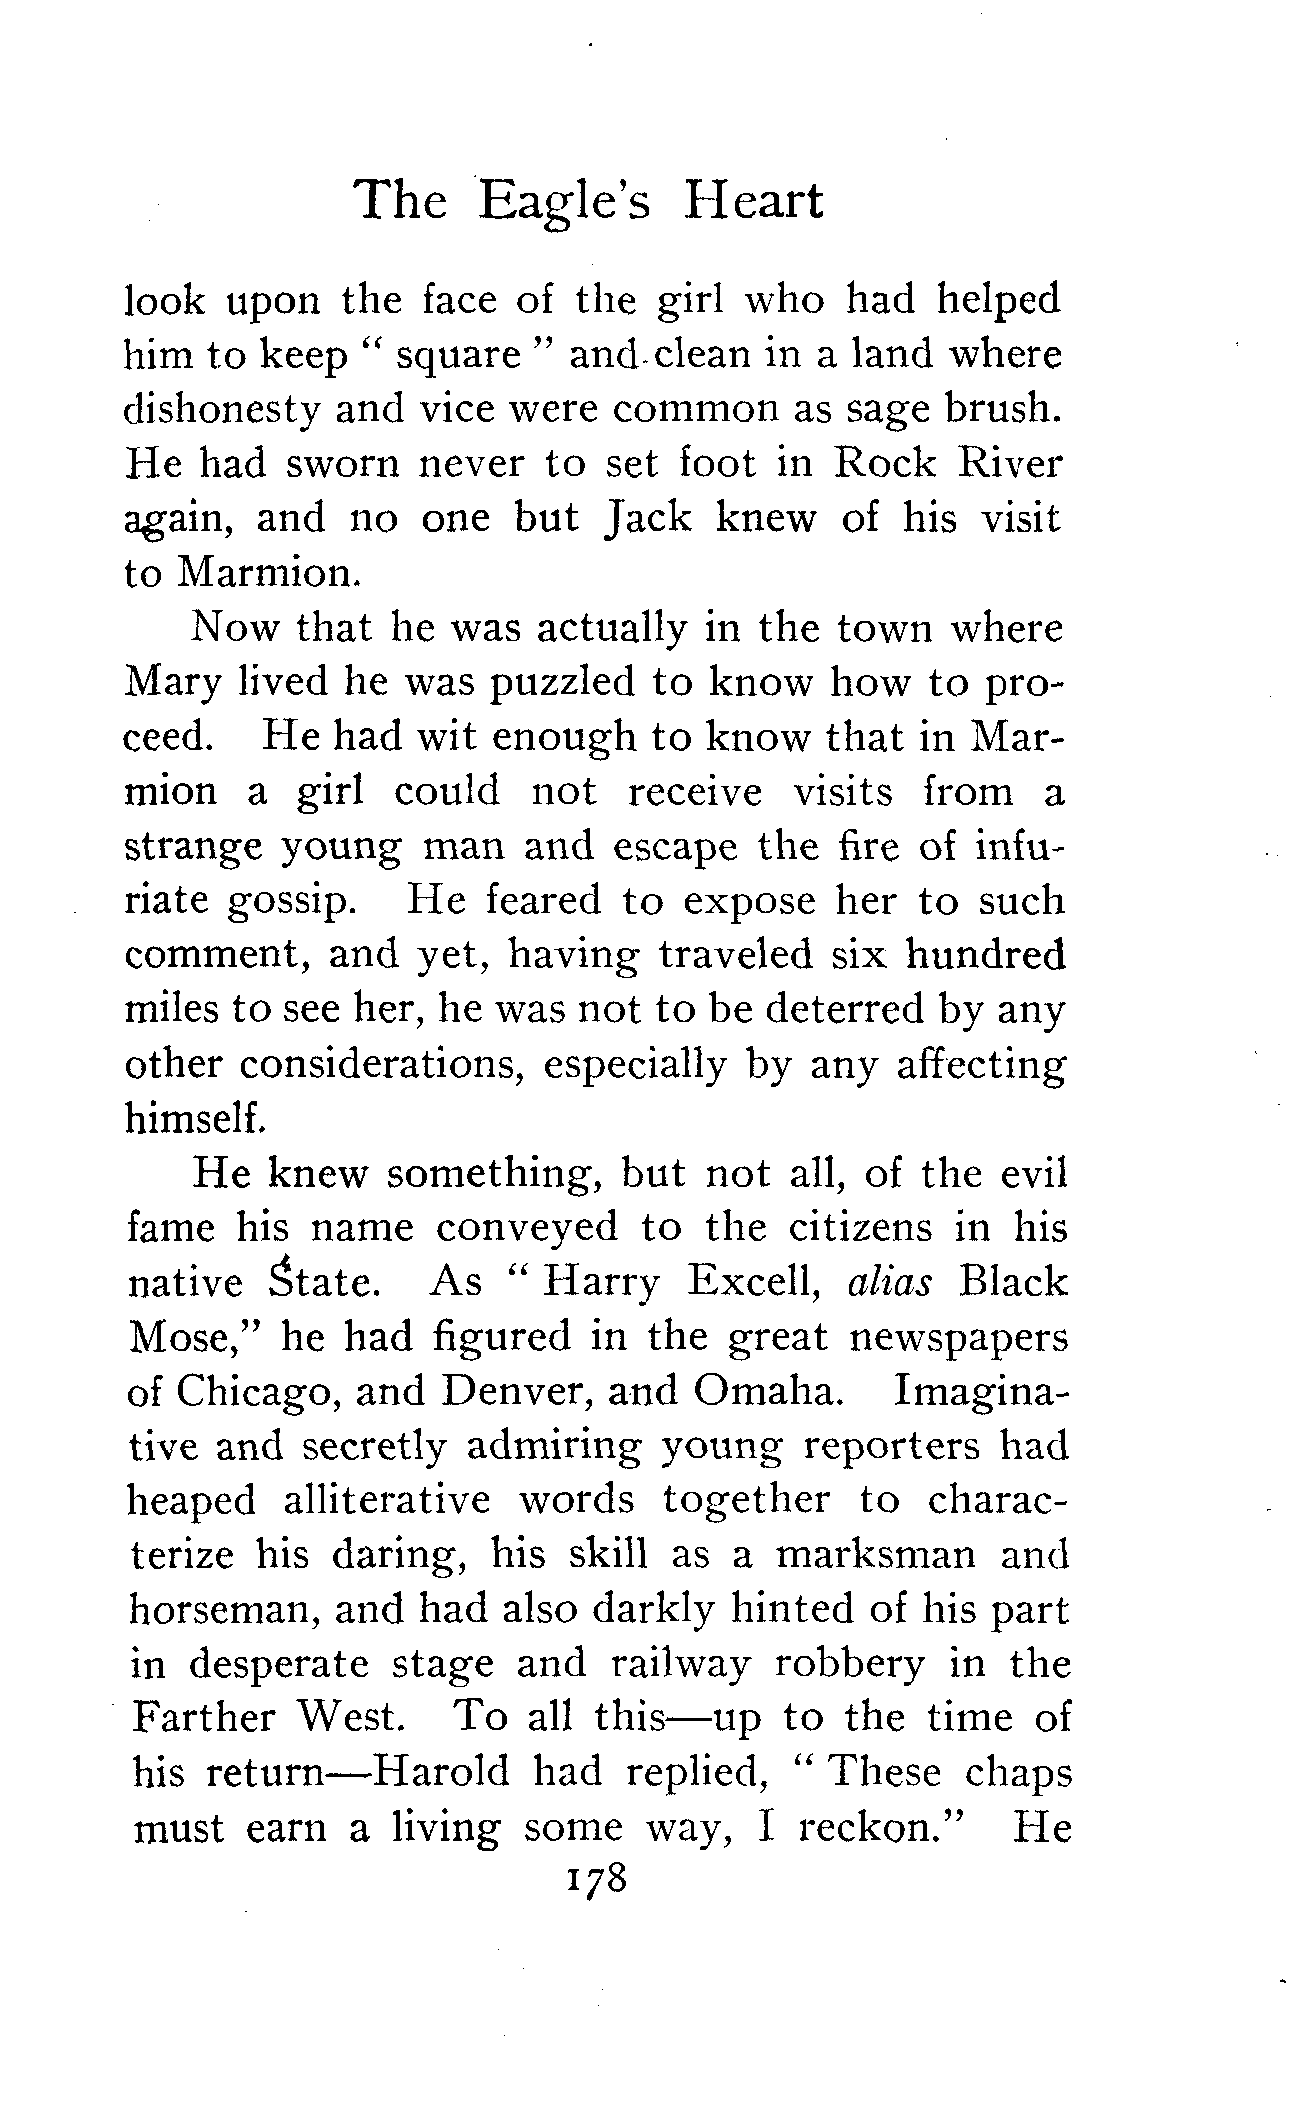 The Eagle's Heart
look upon the face of the girl who had helped
him to keep " square " and clean in a land where
dishonesty and vice were common as sage brush.
He had sworn never to set foot in Rock River
again, and no one but Jack knew of his visit
to Marmion.
Now that he was actually in the town where
Mary lived he was puzzled to know how to pro-
ceed. He had wit enough to know that in Mar-
mion a girl could not receive visits from a
strange young man and escape the fire of infu-
riate gossip. He feared to expose her to such
comment, and yet, having traveled six hundred
miles to see her, he was not to be deterred by any
other considerations, especially by any affecting
himself.
He knew something, but not all, of the evil
fame his name conveyed to the citizens in his
native State. As " Harry Excell, alias Black
Mose," he had figured in the great newspapers
of Chicago, and Denver, and Omaha. Imagina-
tive and secretly admiring young reporters had
heaped alliterative words together to charac-
terize his daring, his skill as a marksman and
horseman, and had also darkly hinted of his part
in desperate stage and railway robbery in the
Farther West. To all this—up to the time of
his return—Harold had replied, " These chaps
must earn a living some way, I reckon." He
178